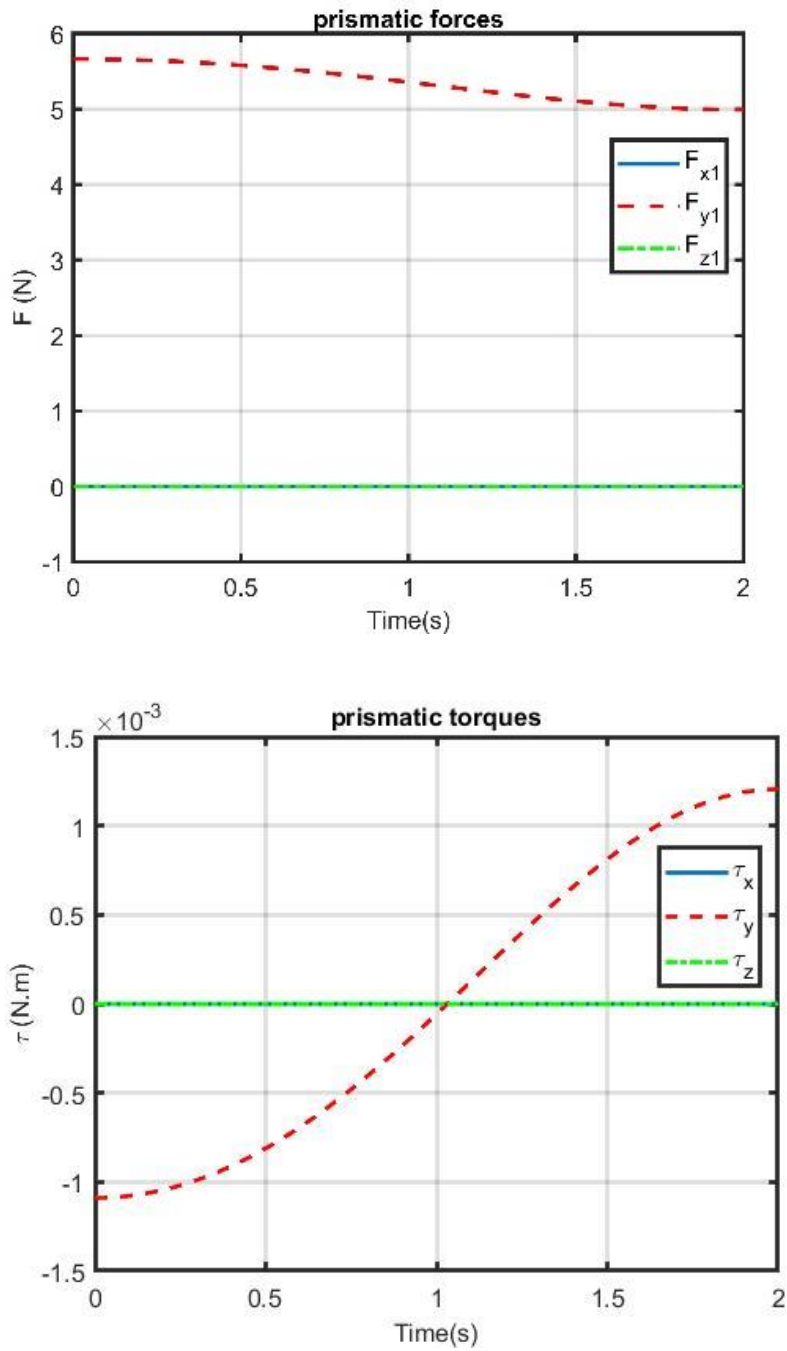 prismatic forces
6
5
4
3
2
1
0
-1
F (N)
F_x1
F_y1
F_z1
0 0.5 1 1.5 2
Time(s)
×10^-3
prismatic torques
1.5
1
0.5
0
-0.5
-1
-1.5
τ (N.m)
τ_x
τ_y
τ_z
0 0.5 1 1.5 2
Time(s)